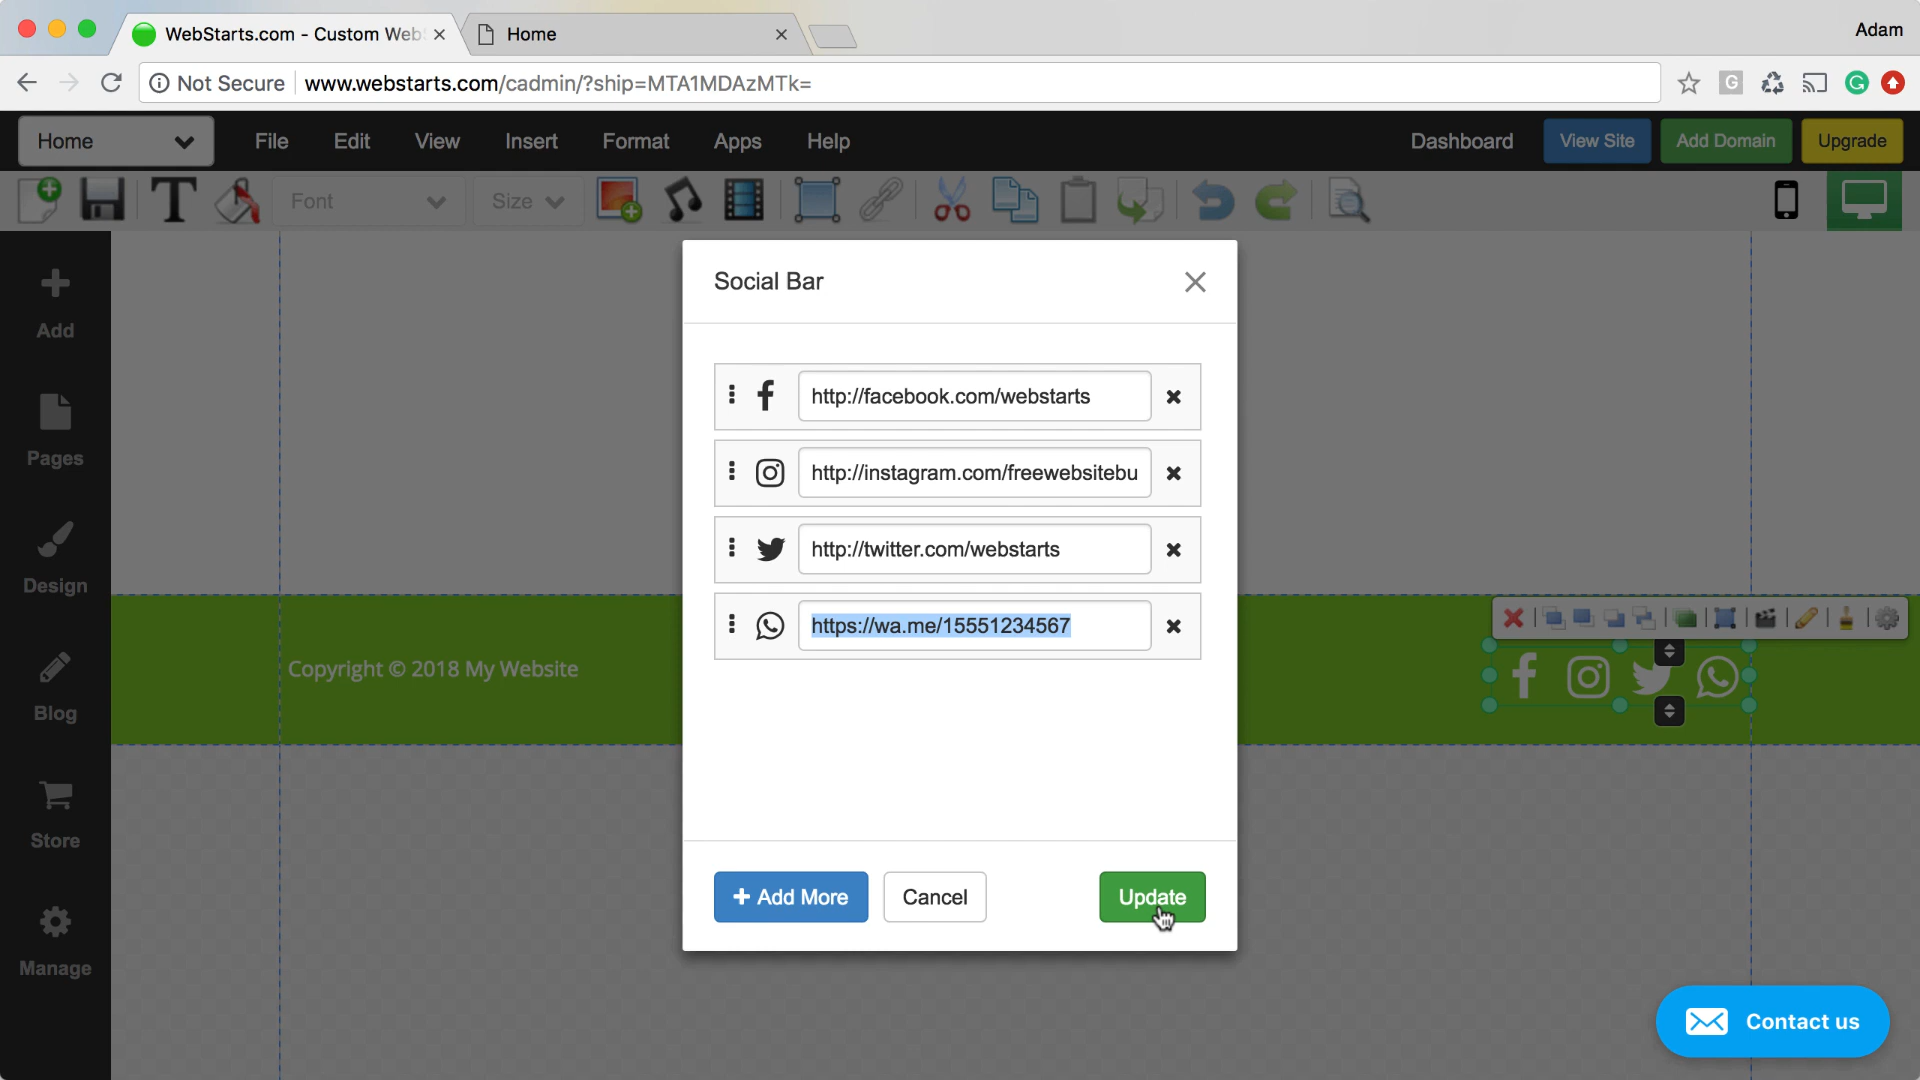 WebStarts.com - Custom Web
Home
Adam
Not Secure
www.webstarts.com/cadmin/?ship=MTA1MDAzMTk=
G
G
Home
File
Edit
View
Insert
Format
Apps
Help
Dashboard
View Site
Add Domain
Upgrade
T
Font
Size
Add
Pages
Design
Blog
Store
Manage
Social Bar
http://facebook.com/webstarts
http://instagram.com/freewebsitebu
http://twitter.com/webstarts
https://wa.me/15551234567
Copyright © 2018 My Website
+ Add More
Cancel
Update
Contact us